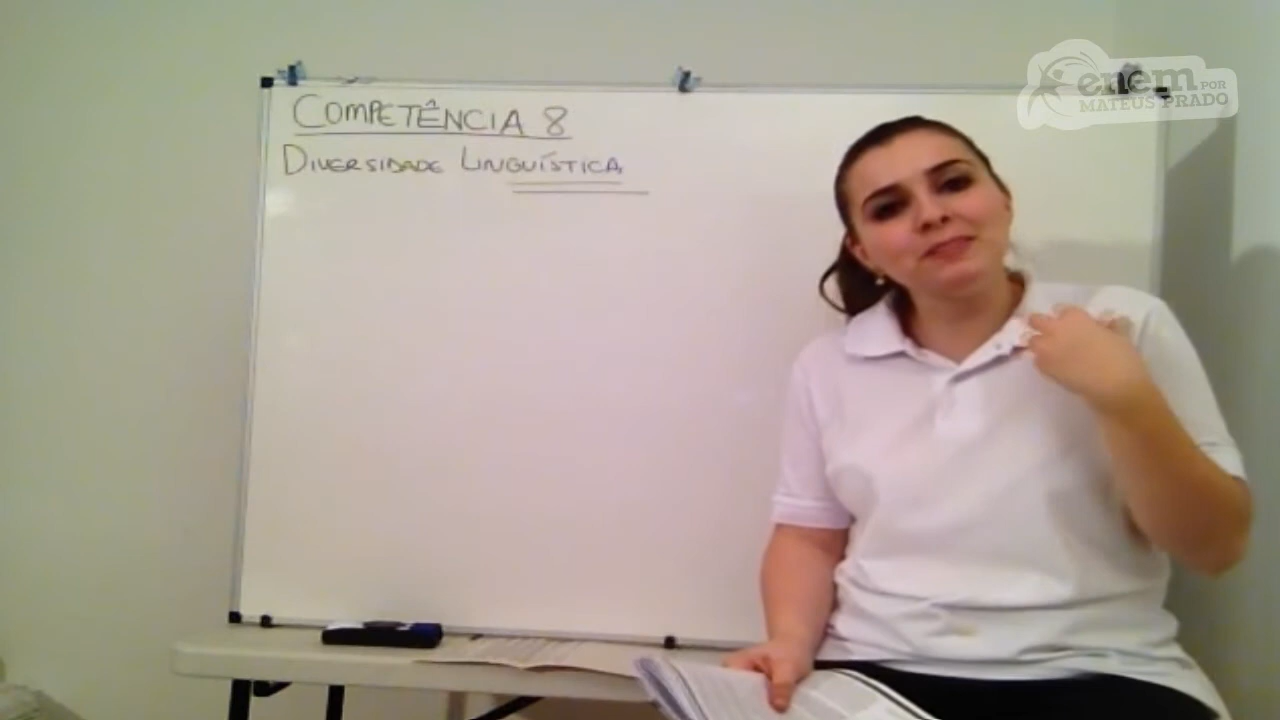 COMPETÊNCIA 8
DIVERSIDADE LINGUÍSTICA
enem POR
MATEUS PRADO